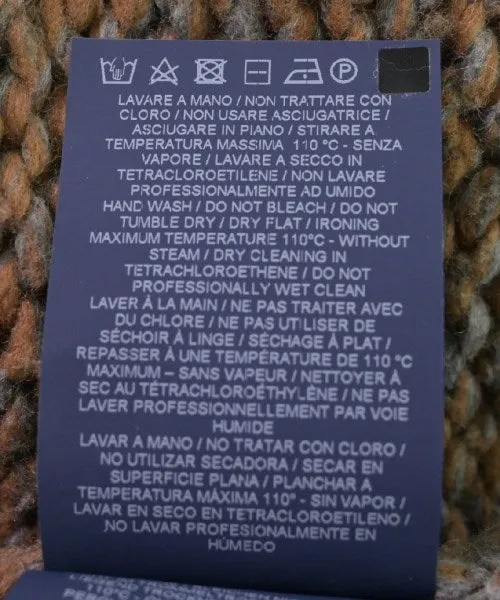 LAVARE A MANO / NON TRATTARE CON
CLORO / NON USARE ASCIUGATRICE /
ASCIUGARE IN PIANO / STIRARE A
TEMPERATURA MASSIMA 110 °C - SENZA
VAPORE / LAVARE A SECCO IN
TETRACLOROETILENE / NON LAVARE
PROFESSIONALMENTE AD UMIDO
HAND WASH / DO NOT BLEACH / DO NOT
TUMBLE DRY / DRY FLAT / IRONING
MAXIMUM TEMPERATURE 110°C - WITHOUT
STEAM / DRY CLEANING IN
TETRACHLOROETHENE / DO NOT
PROFESSIONALLY WET CLEAN
LAVER À LA MAIN / NE PAS TRAITER AVEC
DU CHLORE / NE PAS UTILISER DE
SÉCHOIR À LINGE / SÉCHAGE À PLAT /
REPASSER À UNE TEMPÉRATURE DE 110 °C
MAXIMUM – SANS VAPEUR / NETTOYER À
SEC AU TÉTRACHLOROÉTHYLÈNE / NE PAS
LAVER PROFESSIONNELLEMENT PAR VOIE
HUMIDE
LAVAR A MANO / NO TRATAR CON CLORO /
NO UTILIZAR SECADORA / SECAR EN
SUPERFICIE PLANA / PLANCHAR A
TEMPERATURA MÁXIMA 110° - SIN VAPOR /
LAVAR EN SECO EN TETRACLOROETILENO /
NO LAVAR PROFESIONALMENTE EN
HÚMEDO
110°C